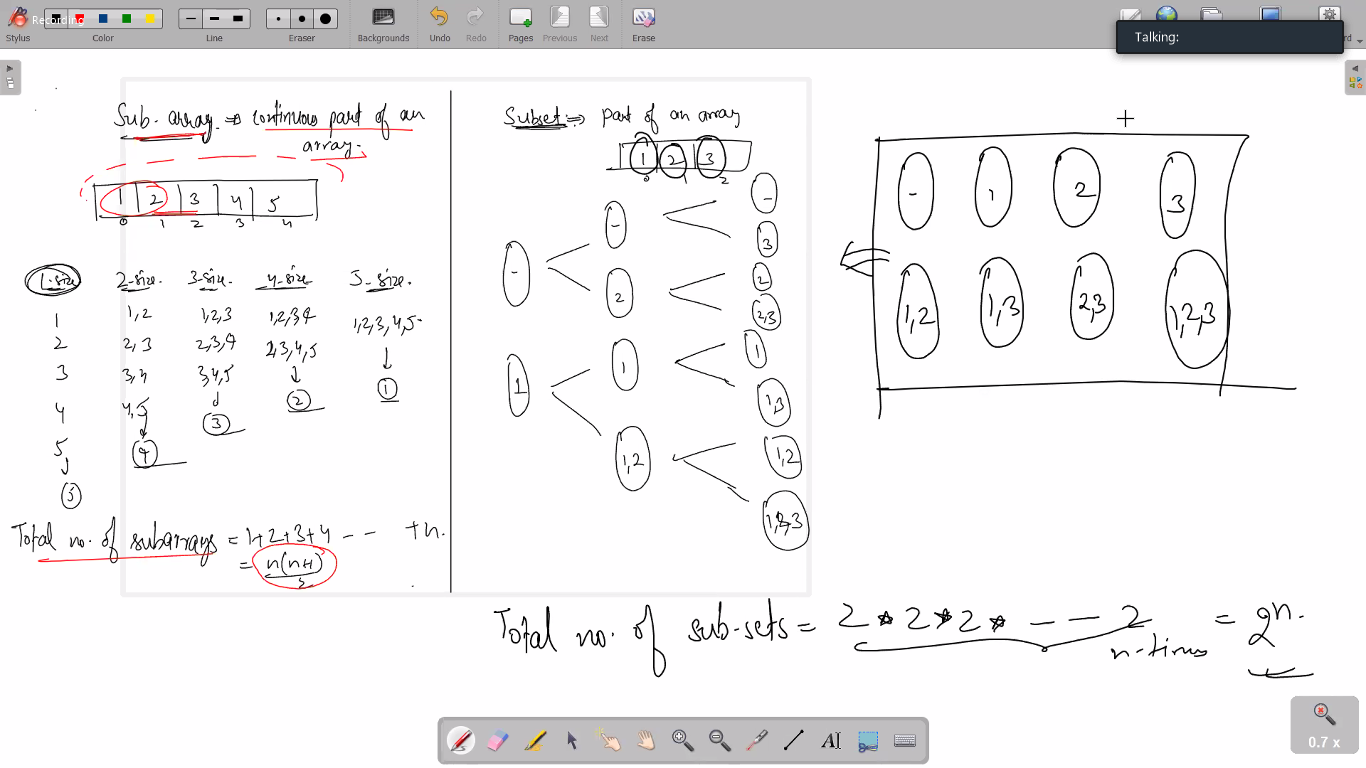 Recording
Stylus
Color
Line
Eraser
Backgrounds
Undo
Redo
Pages
Previous
Next
Erase
Talking:
Sub-array ⇒ continuous part of an
array.
1 2 3 4 5
0 1 2 3 4
1-size 2-size. 3-size. 4-size 5-size.
1 1,2 1,2,3 1,2,3,4 1,2,3,4,5
2 2,3 2,3,4 2,3,4,5
3 3,4 3,4,5
4 4,5
5
5 4 3 2 1
Total no. of subarrays = 1+2+3+4 -- +n.
= n(n+1)/2
Subset ⇒ part of an array
1 2 3
0 1 2
- - -
3
2 2
2,3
1 1 1
1,3
1,2 1,2
1,2,3
- 1 2 3
1,2 1,3 2,3 1,2,3
Total no. of sub-sets = 2 * 2 * 2 * -- 2 = 2n.
n-times
0.7 x